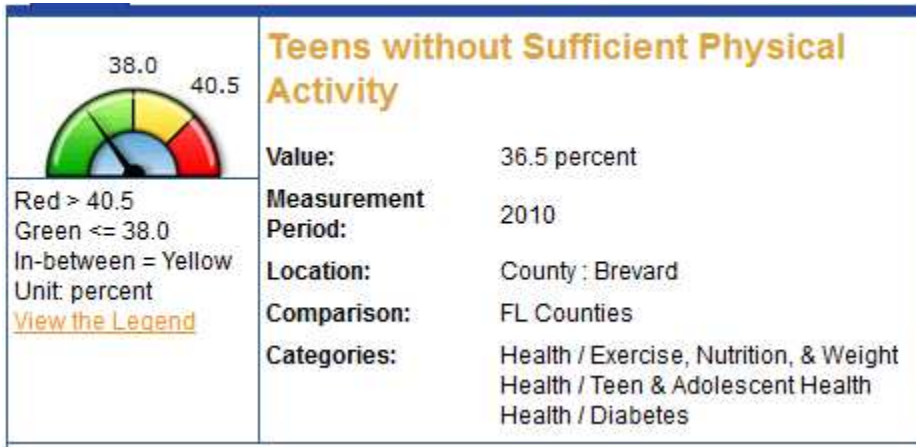 38.0
40.5
Red > 40.5
Green <= 38.0
In-between = Yellow
Unit: percent
View the Legend
Teens without Sufficient Physical
Activity
Value: 36.5 percent
Measurement
Period: 2010
Location: County : Brevard
Comparison: FL Counties
Categories: Health / Exercise, Nutrition, & Weight
Health / Teen & Adolescent Health
Health / Diabetes